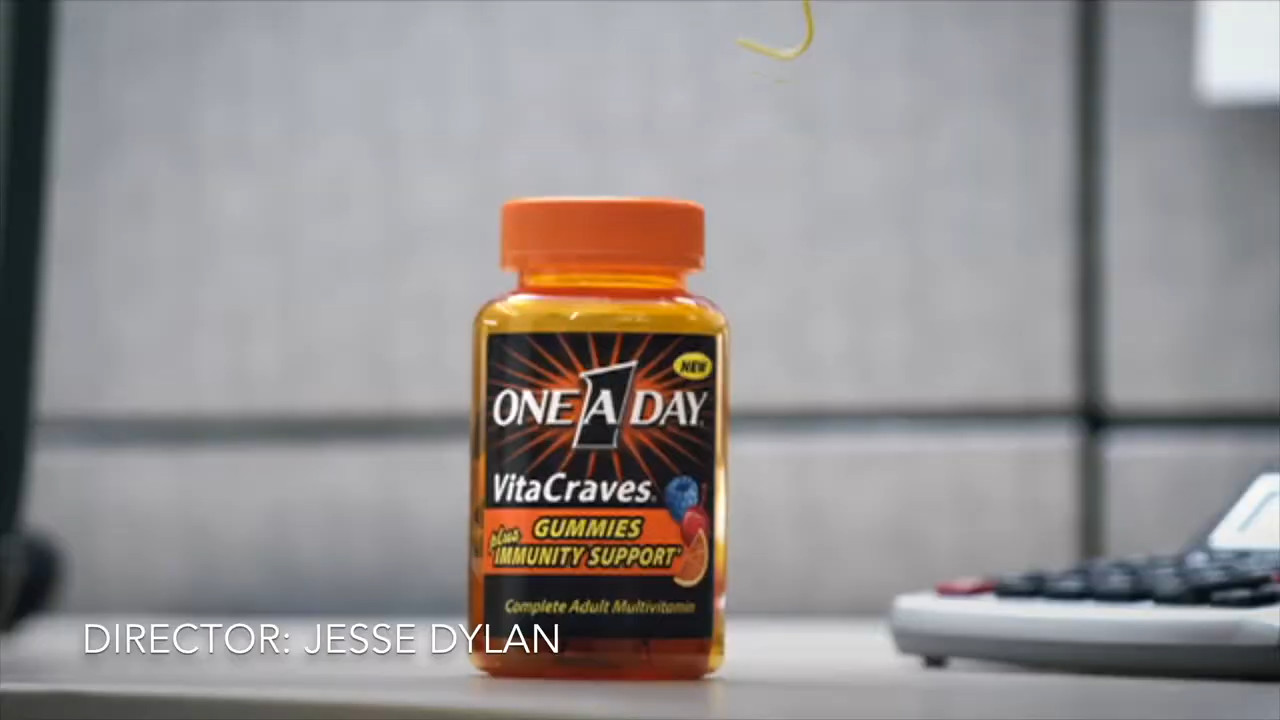 NEW
ONE A DAY
VitaCraves
plus GUMMIES
IMMUNITY SUPPORT*
Complete Adult Multivitamin
DIRECTOR: JESSE DYLAN